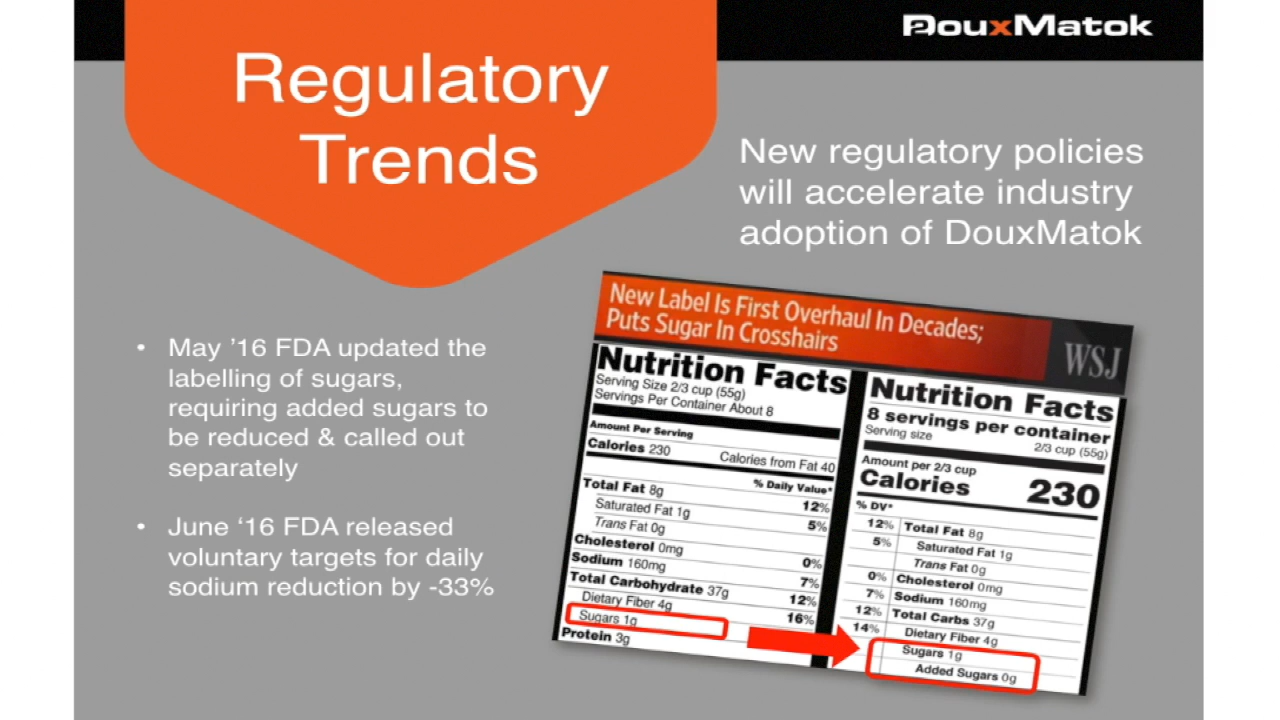 DouxMatok
Regulatory
Trends
New regulatory policies
will accelerate industry
adoption of DouxMatok
• May ’16 FDA updated the
labelling of sugars,
requiring added sugars to
be reduced & called out
separately
• June ‘16 FDA released
voluntary targets for daily
sodium reduction by -33%
New Label Is First Overhaul In Decades;
Puts Sugar In Crosshairs
WSJ
Nutrition Facts
Serving Size 2/3 cup (55g)
Servings Per Container About 8
Amount Per Serving
Calories 230 Calories from Fat 40
% Daily Value*
Total Fat 8g 12%
Saturated Fat 1g 5%
Trans Fat 0g
Cholesterol 0mg 0%
Sodium 160mg 7%
Total Carbohydrate 37g 12%
Dietary Fiber 4g 16%
Sugars 1g
Protein 3g
Nutrition Facts
8 servings per container
Serving size 2/3 cup (55g)
Amount per 2/3 cup
Calories 230
% DV*
12% Total Fat 8g
5% Saturated Fat 1g
Trans Fat 0g
0% Cholesterol 0mg
7% Sodium 160mg
12% Total Carbs 37g
14% Dietary Fiber 4g
Sugars 1g
Added Sugars 0g